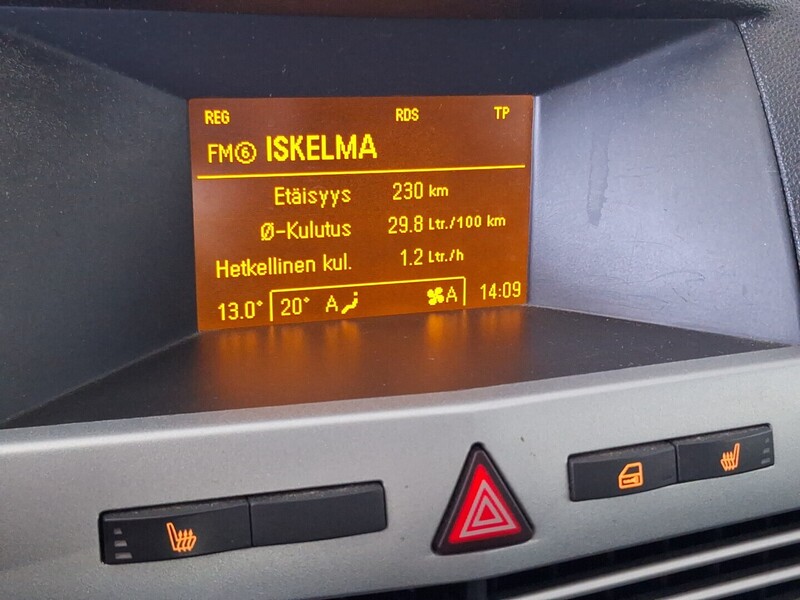 REG RDS TP
FM6 ISKELMA
Etäisyys 230 km
Ø-Kulutus 29.8 Ltr./100 km
Hetkellinen kul. 1.2 Ltr./h
13.0° 20° A A 14:09